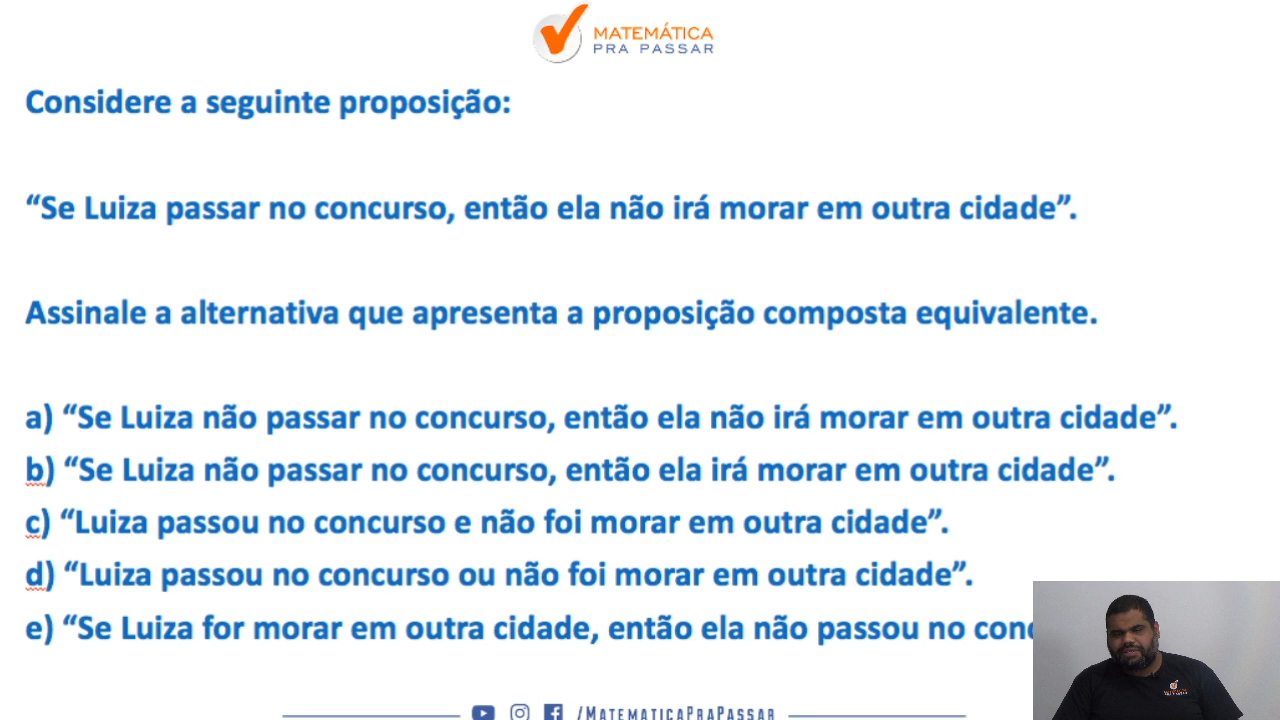 MATEMÁTICA
PRA PASSAR
Considere a seguinte proposição:
“Se Luiza passar no concurso, então ela não irá morar em outra cidade”.
Assinale a alternativa que apresenta a proposição composta equivalente.
a) “Se Luiza não passar no concurso, então ela não irá morar em outra cidade”.
b) “Se Luiza não passar no concurso, então ela irá morar em outra cidade”.
c) “Luiza passou no concurso e não foi morar em outra cidade”.
d) “Luiza passou no concurso ou não foi morar em outra cidade”.
e) “Se Luiza for morar em outra cidade, então ela não passou no
/MATEMATICAPRAPASSAR